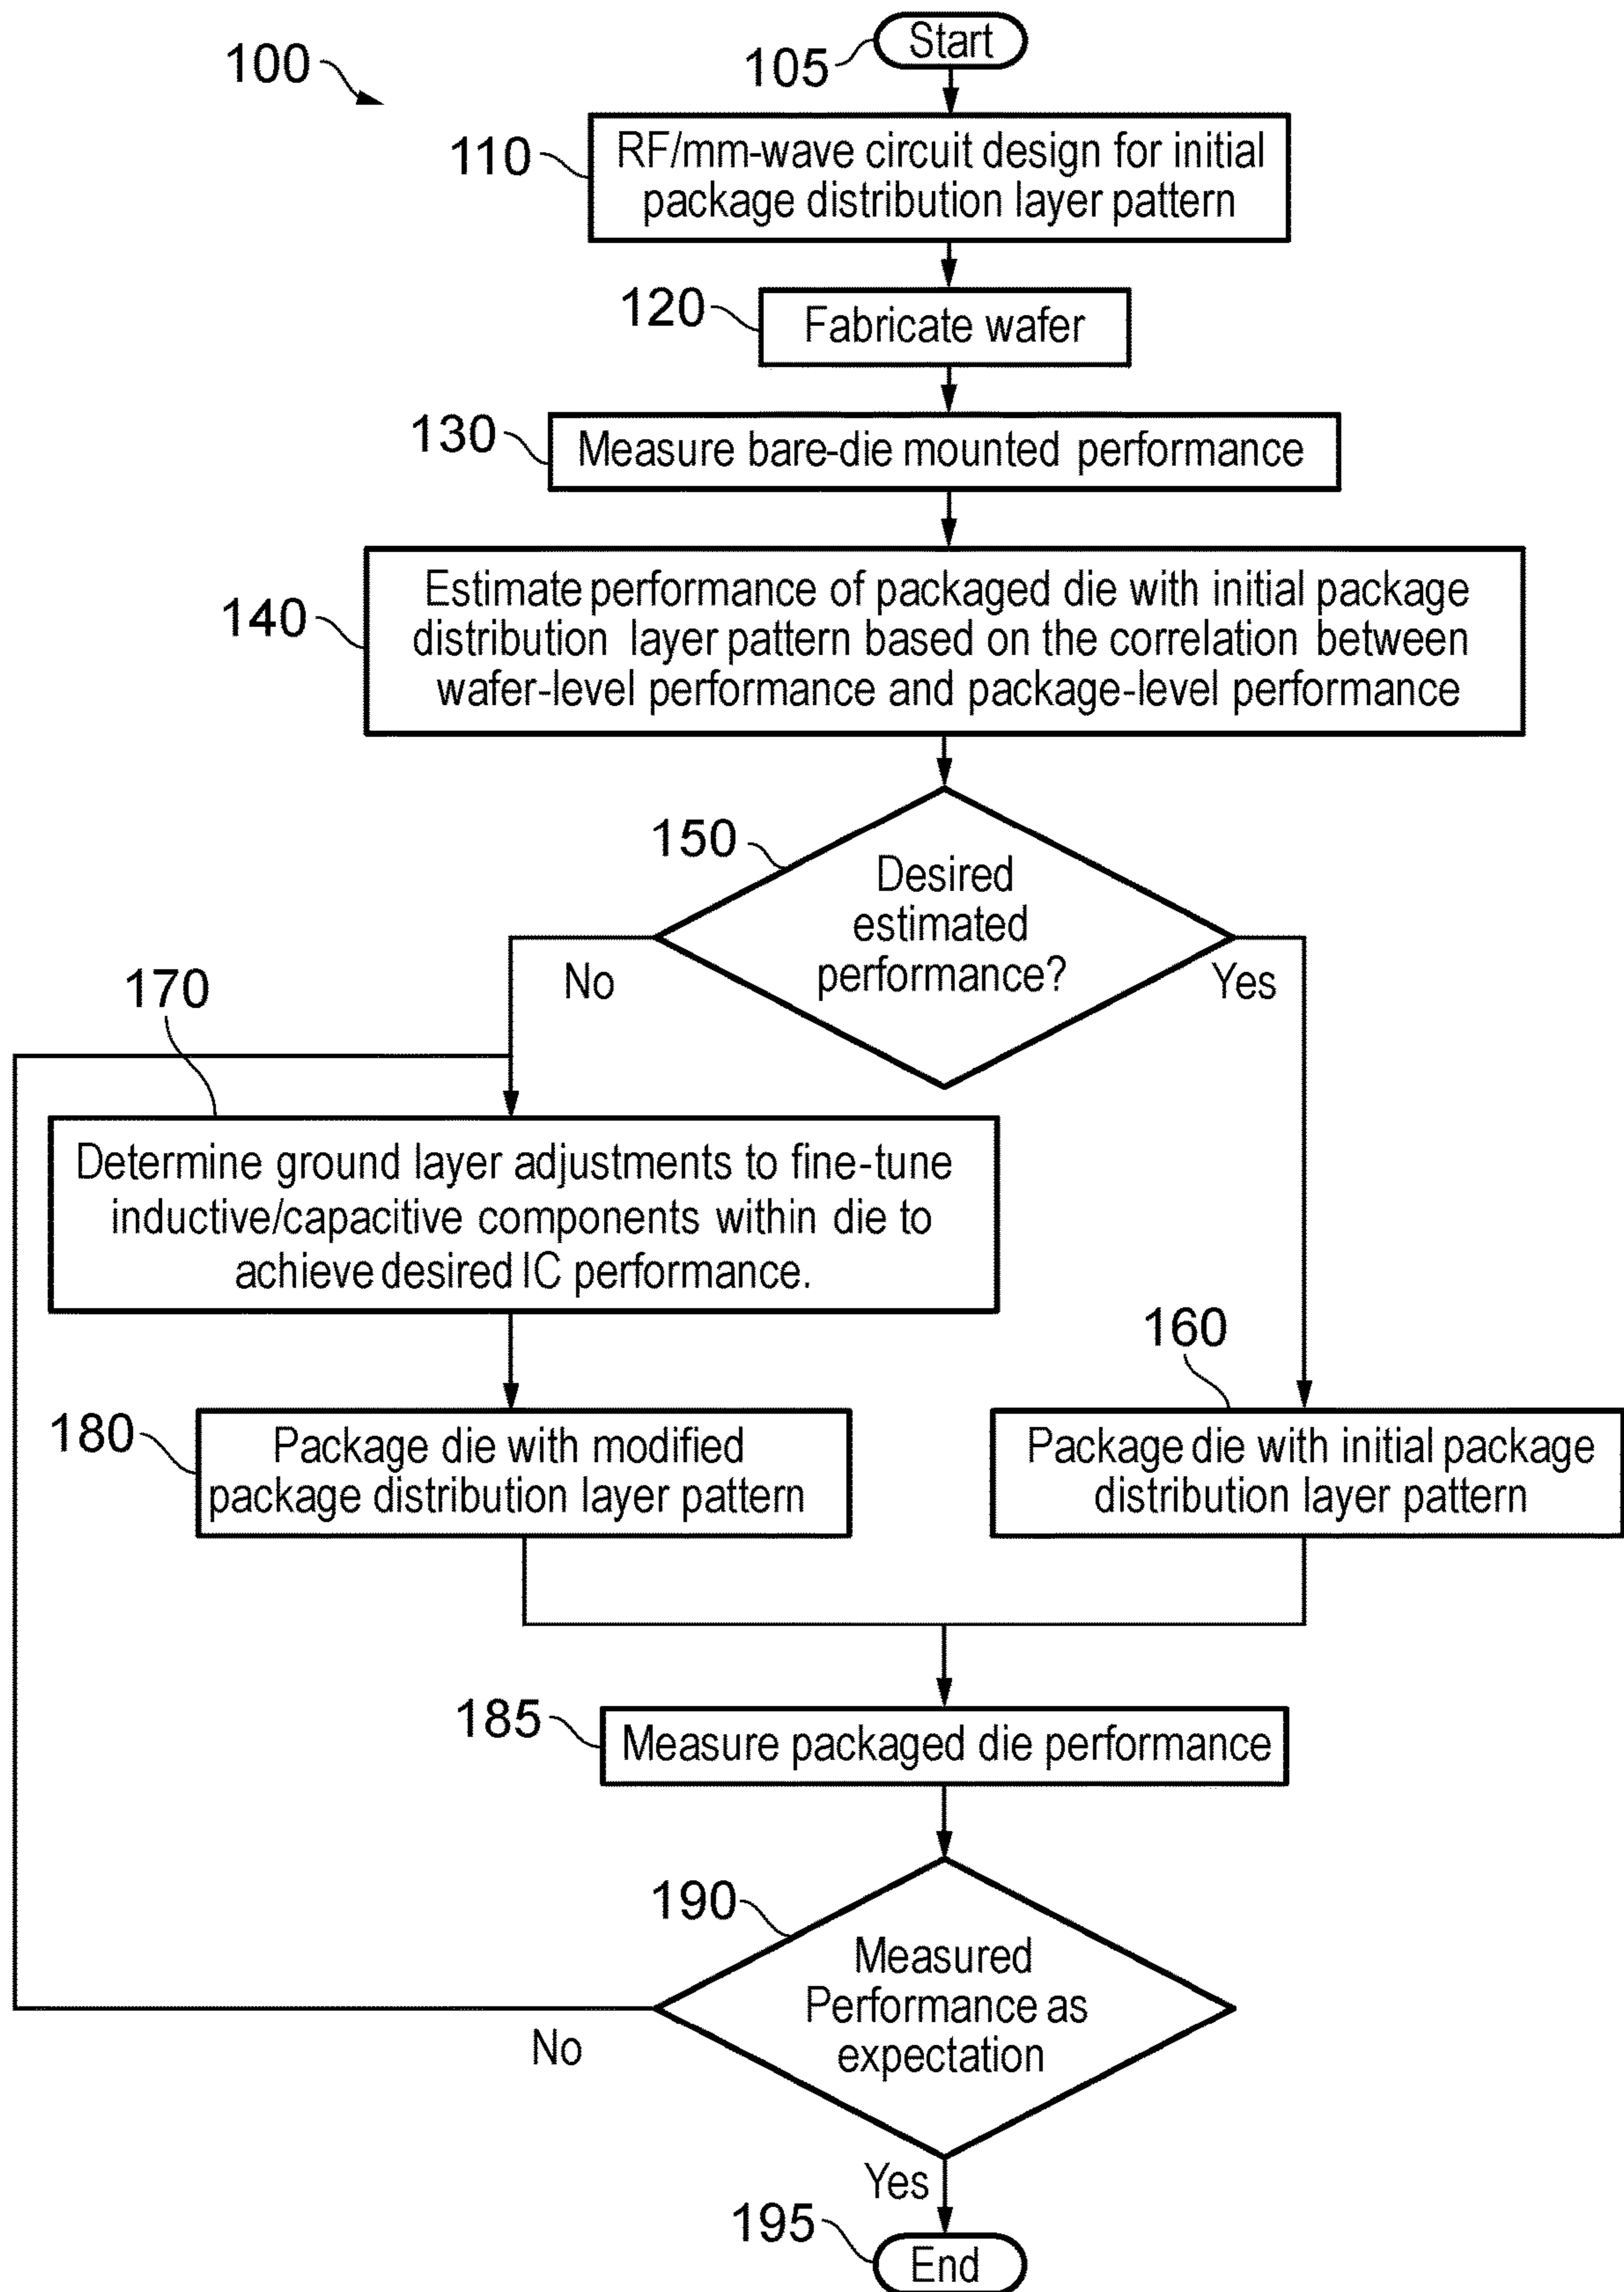 100
105
Start
110
RF/mm-wave circuit design for initial
package distribution layer pattern
120
Fabricate wafer
130
Measure bare-die mounted performance
140
Estimate performance of packaged die with initial package
distribution layer pattern based on the correlation between
wafer-level performance and package-level performance
150
Desired
estimated
performance?
No
Yes
170
Determine ground layer adjustments to fine-tune
inductive/capacitive components within die to
achieve desired IC performance.
160
180
Package die with modified
package distribution layer pattern
Package die with initial package
distribution layer pattern
185
Measure packaged die performance
190
Measured
Performance as
expectation
No
Yes
195
End